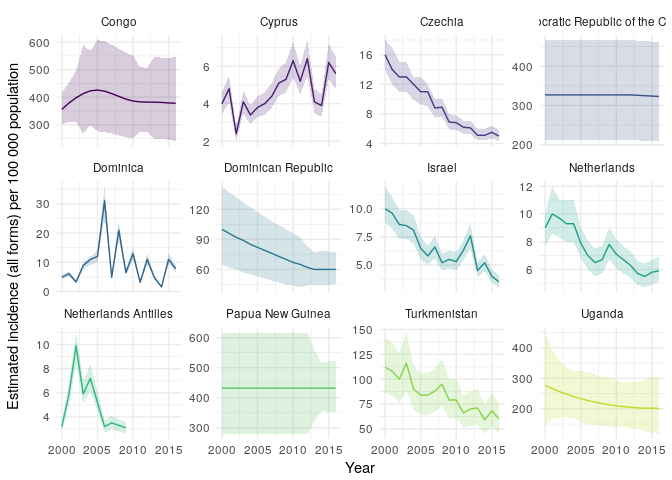 Congo
Cyprus
Czechia
ocratic Republic of the C
600
500
400
300
6
4
2
16
12
8
4
400
300
200
Dominica
Dominican Republic
Israel
Netherlands
30
20
10
0
120
90
60
10.0
7.5
5.0
12
10
8
6
Netherlands Antilles
Papua New Guinea
Turkmenistan
Uganda
10
8
6
4
600
500
400
300
150
125
100
75
50
400
300
200
2000 2005 2010 2015
2000 2005 2010 2015
2000 2005 2010 2015
2000 2005 2010 2015
Year
Estimated incidence (all forms) per 100 000 population